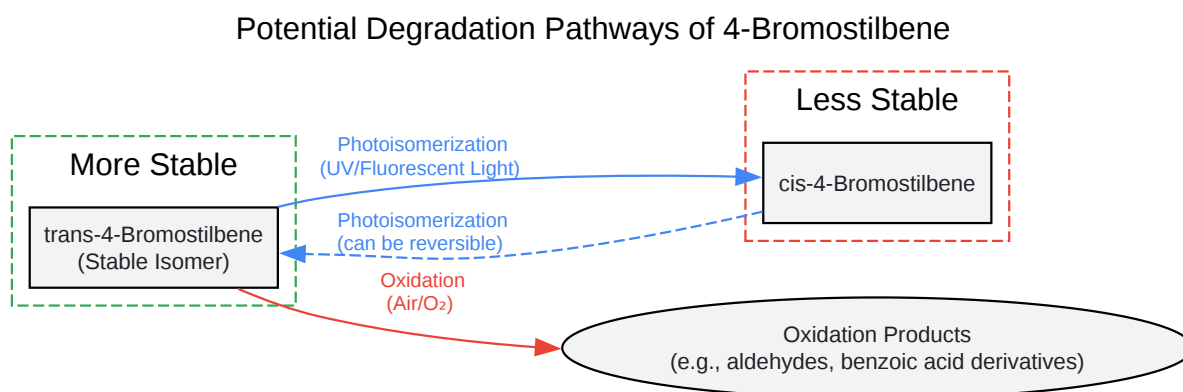 Potential Degradation Pathways of 4-Bromostilbene
Less Stable
cis-4-Bromostilbene
More Stable
trans-4-Bromostilbene
(Stable Isomer)
Photoisomerization
(UV/Fluorescent Light)
Photoisomerization
(can be reversible)
Oxidation
(Air/O₂)
Oxidation Products
(e.g., aldehydes, benzoic acid derivatives)